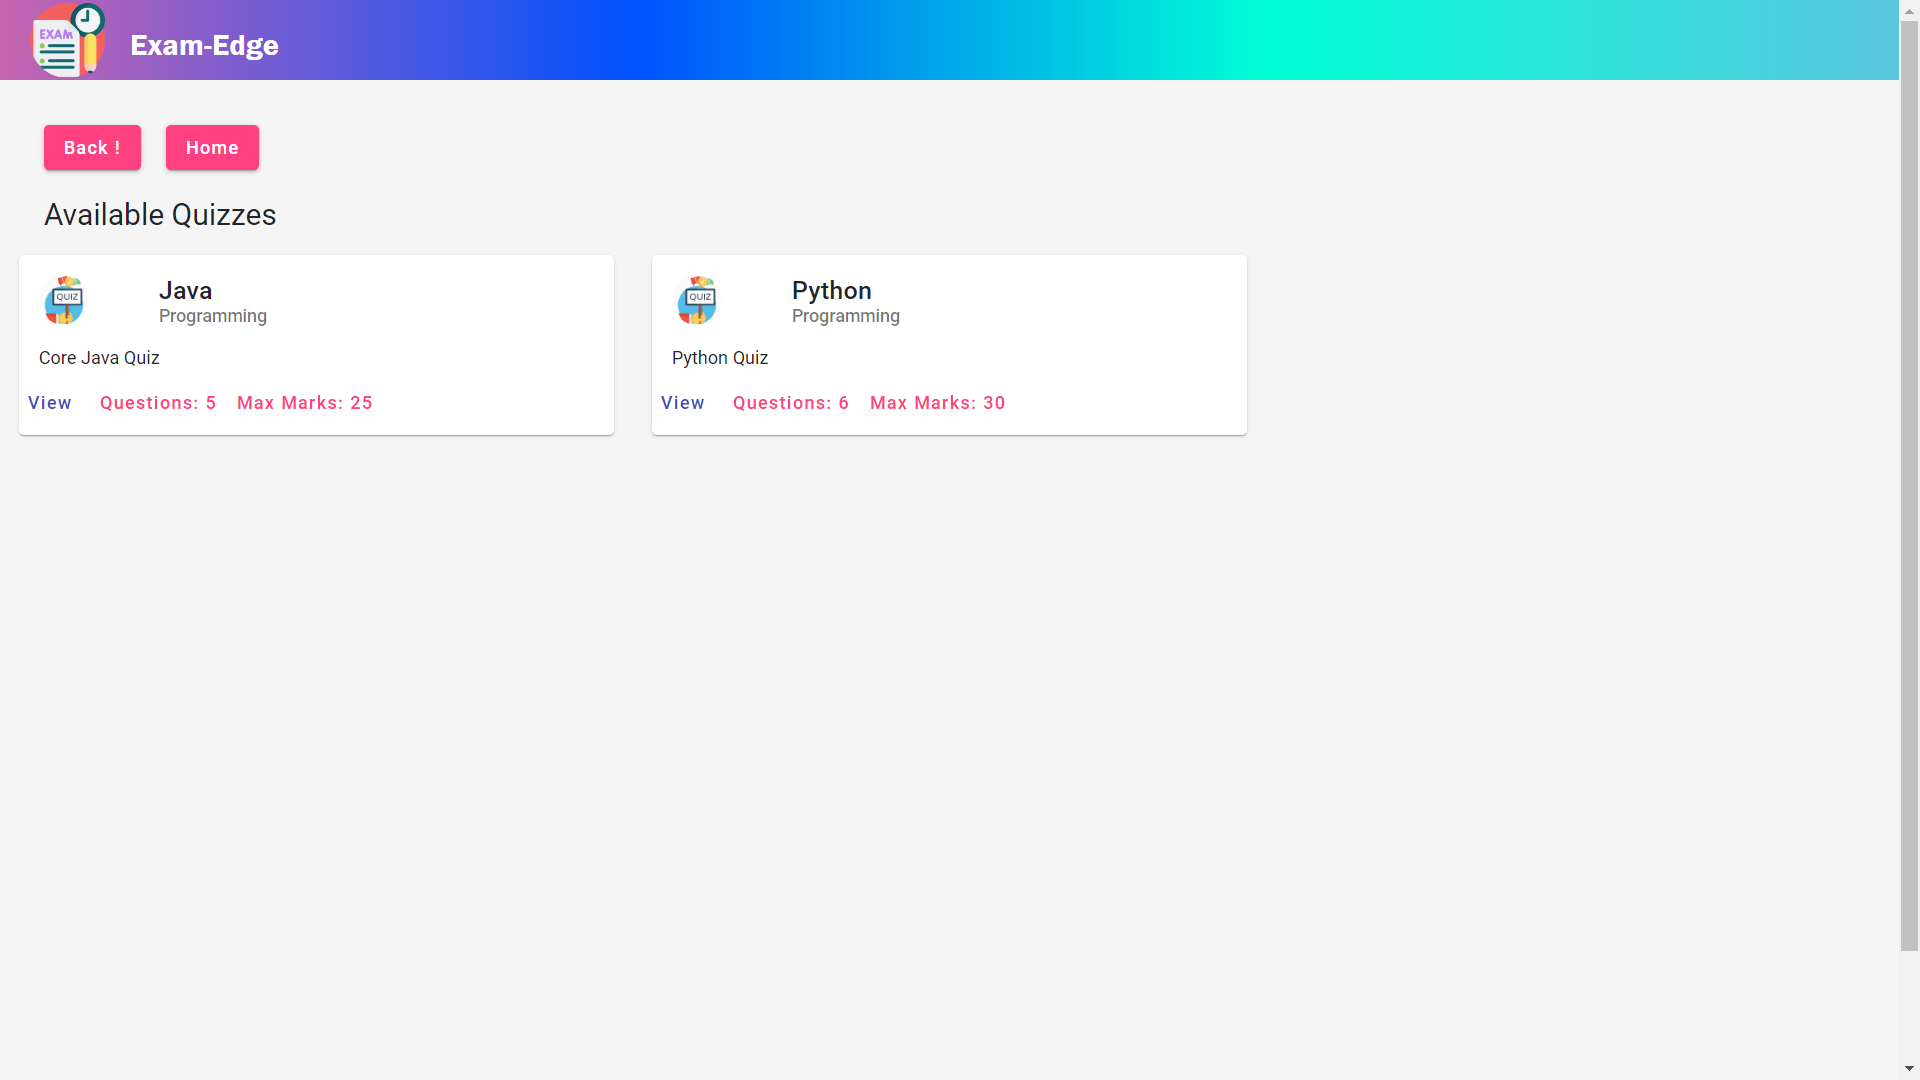 EXAM
Exam-Edge
Back !
Home
Available Quizzes
QUIZ
Java
Programming
Core Java Quiz
View
Questions: 5
Max Marks: 25
QUIZ
Python
Programming
Python Quiz
View
Questions: 6
Max Marks: 30